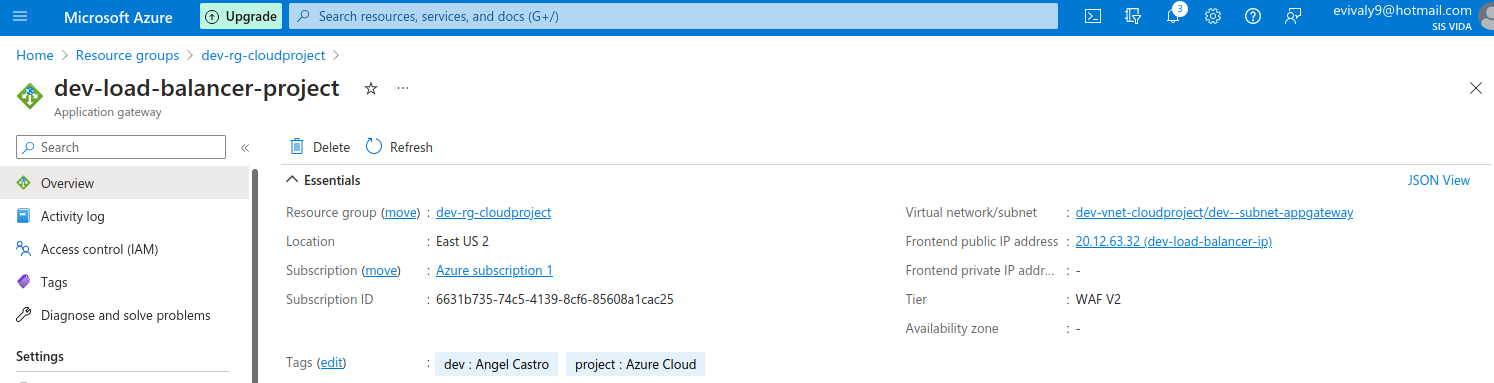 Microsoft Azure Upgrade Search resources, services, and docs (G+/) 3 evivaly9@hotmail.com
SIS VIDA
Home > Resource groups > dev-rg-cloudproject >
dev-load-balancer-project ...
Application gateway
Search «
Delete Refresh
Overview
Activity log
Access control (IAM)
Tags
Diagnose and solve problems
Settings
Essentials JSON View
Resource group (move) : dev-rg-cloudproject
Location : East US 2
Subscription (move) : Azure subscription 1
Subscription ID : 6631b735-74c5-4139-8cf6-85608a1cac25
Virtual network/subnet : dev-vnet-cloudproject/dev--subnet-appgateway
Frontend public IP address : 20.12.63.32 (dev-load-balancer-ip)
Frontend private IP addr... : -
Tier : WAF V2
Availability zone : -
Tags (edit) : dev : Angel Castro project : Azure Cloud